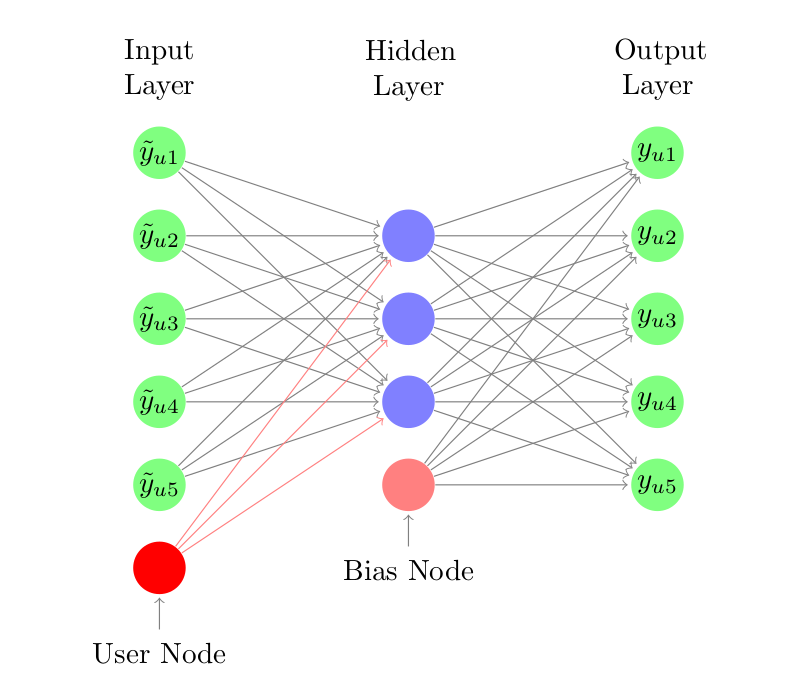 Input
Layer
Hidden
Layer
Output
Layer
ỹu1
ỹu2
ỹu3
ỹu4
ỹu5
yu1
yu2
yu3
yu4
yu5
Bias Node
User Node